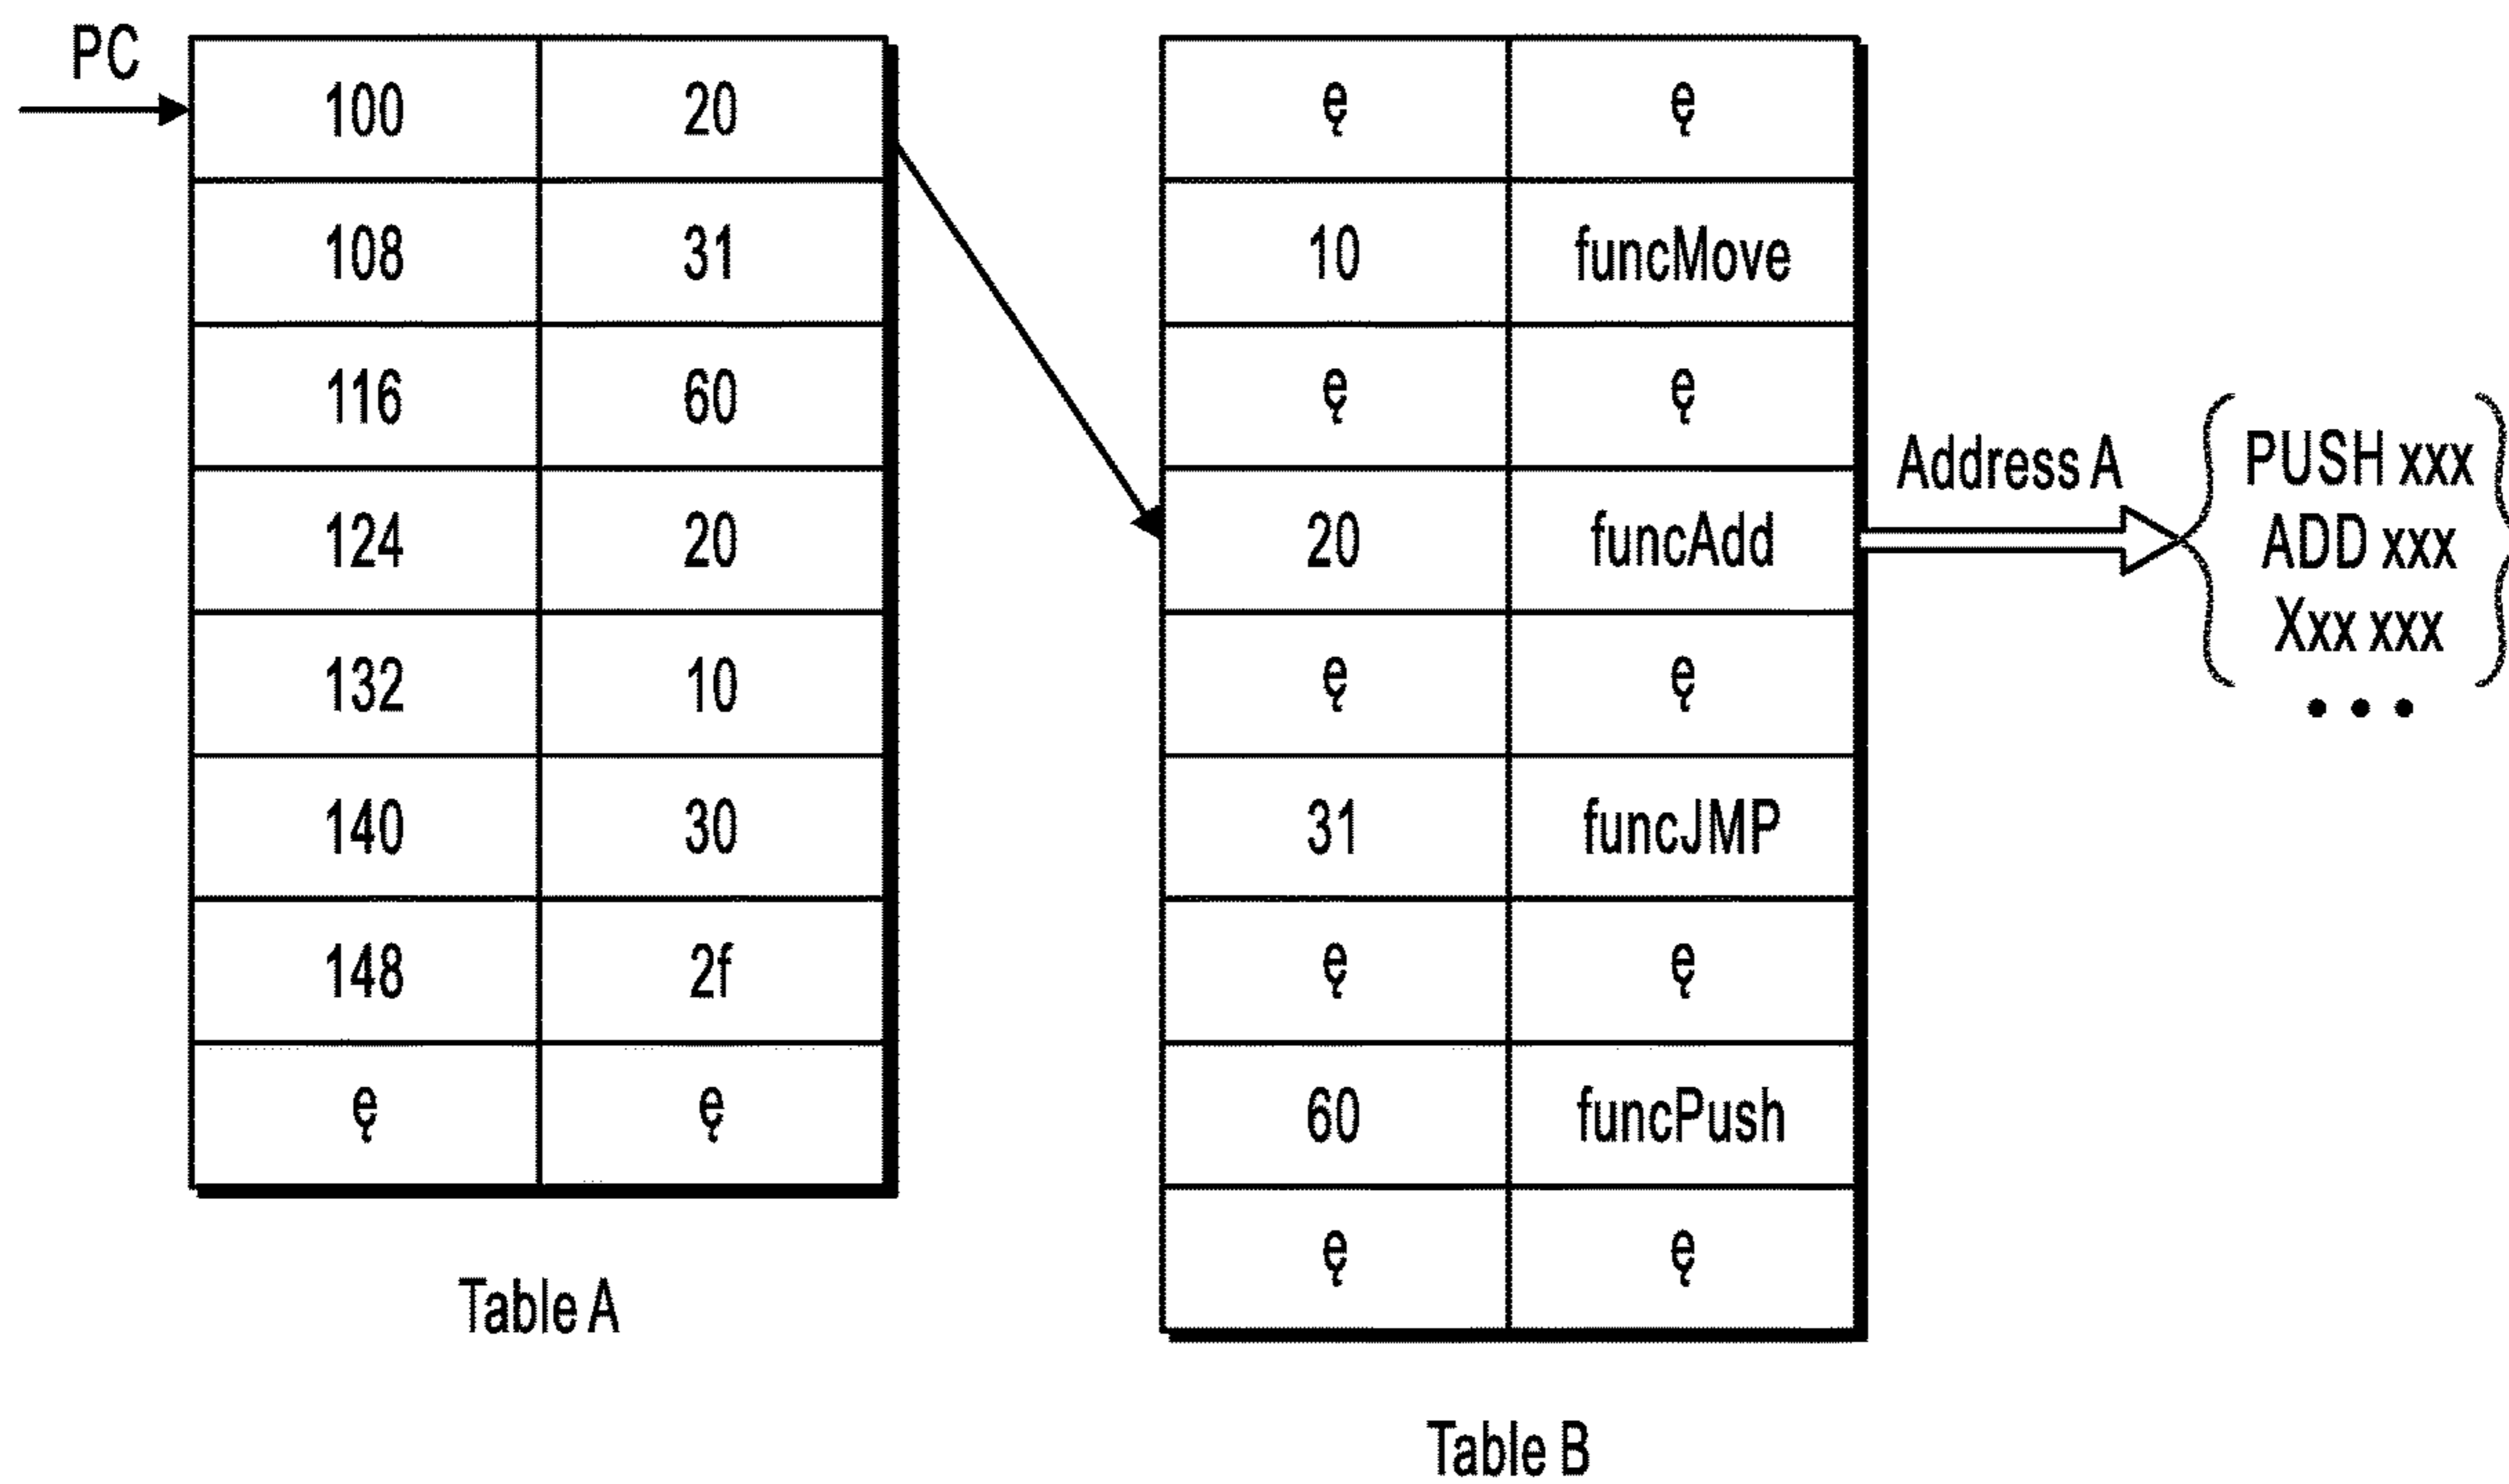 PC
100 20
108 31
116 60
124 20
132 10
140 30
148 2f
ę ę
Table A
ę ę
10 funcMove
ę ę
20 funcAdd
ę ę
31 funcJMP
ę ę
60 funcPush
ę ę
Table B
Address A
PUSH xxx
ADD xxx
Xxx xxx
• • •